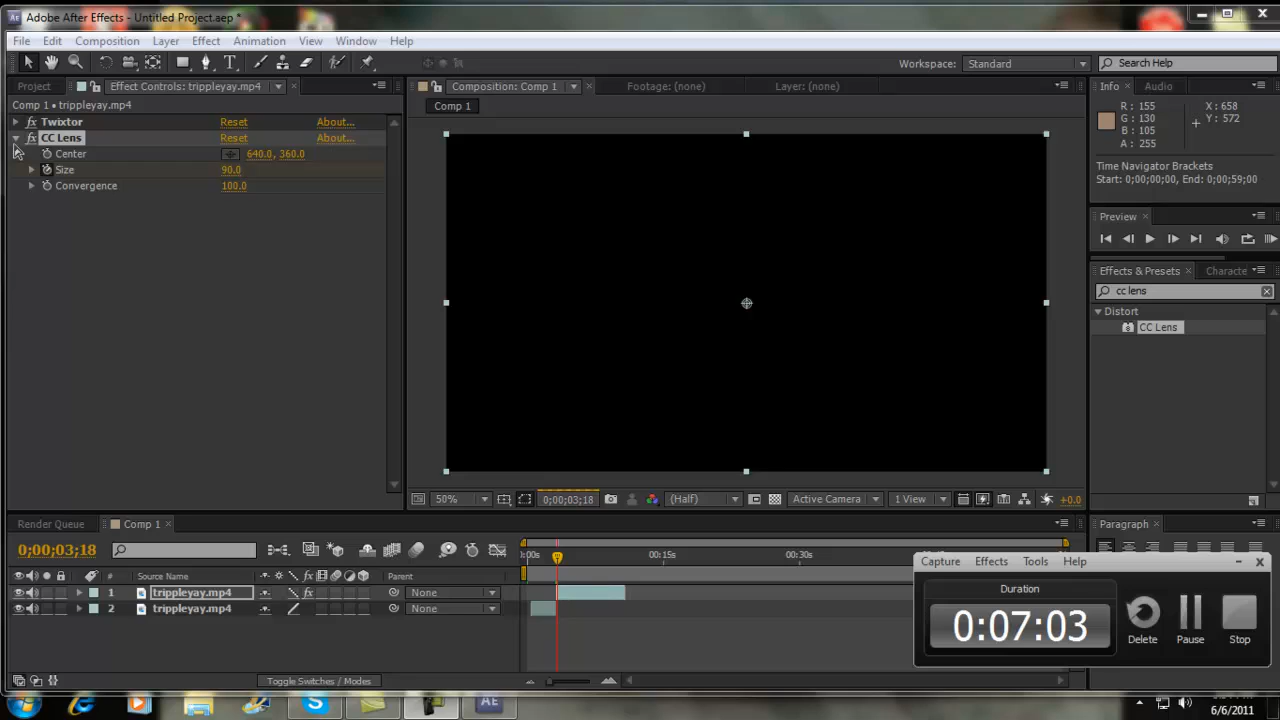 Adobe After Effects - Untitled Project.aep *
File Edit Composition Layer Effect Animation View Window Help
Workspace: Standard Search Help
Project Effect Controls: trippleyay.mp4
Composition: Comp 1 Footage: (none) Layer: (none)
Info Audio
Comp 1 • trippleyay.mp4
Comp 1
Twixtor Reset About...
CC Lens Reset About...
Center 640.0, 360.0
Size 90.0
Convergence 100.0
R : 155 X : 658
G : 130 Y : 572
B : 105
A : 255
Time Navigator Brackets
Start: 0;00;00;00, End: 0;00;59;00
Preview
Effects & Presets Characte
cc lens
Distort
CC Lens
50% 0;00;03;18 (Half) Active Camera 1 View +0.0
Render Queue Comp 1
Paragraph
0;00;03;18
0:00s 00:15s 00:30s
# Source Name Parent
1 trippleyay.mp4 None
2 trippleyay.mp4 None
Toggle Switches / Modes
Capture Effects Tools Help
Duration
0:07:03
Delete Pause Stop
6/6/2011